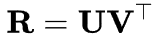 R = UV⊤